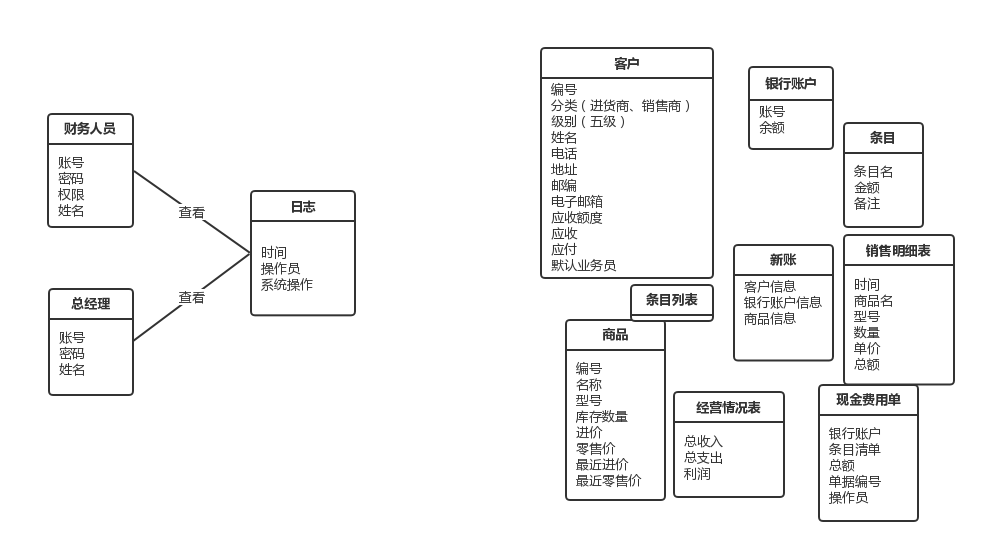 财务人员
账号
密码
权限
姓名
查看
总经理
账号
密码
姓名
查看
日志
时间
操作员
系统操作
客户
编号
分类（进货商、销售商）
级别（五级）
姓名
电话
地址
邮编
电子邮箱
应收额度
应收
应付
默认业务员
银行账户
账号
余额
条目
条目名
金额
备注
新账
客户信息
银行账户信息
商品信息
销售明细表
时间
商品名
型号
数量
单价
总额
条目列表
商品
编号
名称
型号
库存数量
进价
零售价
最近进价
最近零售价
经营情况表
总收入
总支出
利润
现金费用单
银行账户
条目清单
总额
单据编号
操作员